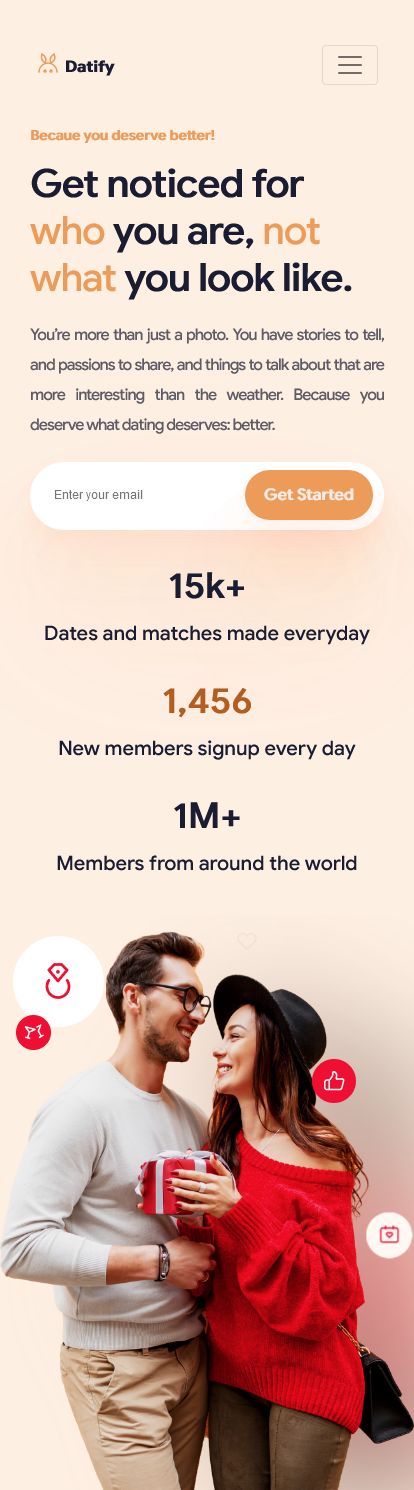 Datify
Becaue you deserve better!
Get noticed for
who you are, not
what you look like.
You're more than just a photo. You have stories to tell,
and passions to share, and things to talk about that are
more interesting than the weather. Because you
deserve what dating deserves: better.
Enter your email
Get Started
15k+
Dates and matches made everyday
1,456
New members signup every day
1M+
Members from around the world